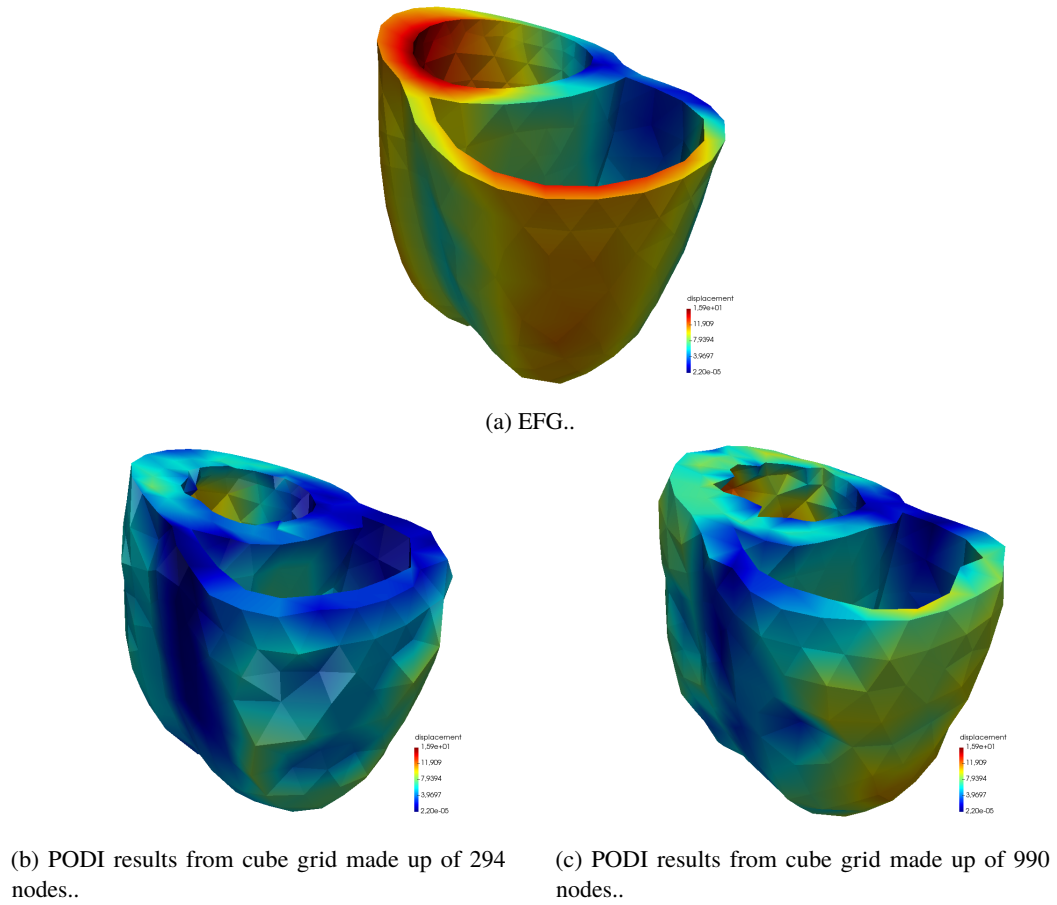 displacement
1.59e+01
11.909
7.9394
3.9697
2.20e-05
(a) EFG..
displacement
1.59e+01
11.909
7.9394
3.9697
2.20e-05
displacement
1.59e+01
11.909
7.9394
3.9697
2.20e-05
(b) PODI results from cube grid made up of 294
nodes..
(c) PODI results from cube grid made up of 990
nodes..